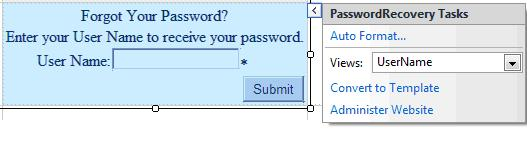 Forgot Your Password?
Enter your User Name to receive your password.
User Name: *
Submit
PasswordRecovery Tasks
Auto Format...
Views: UserName
Convert to Template
Administer Website